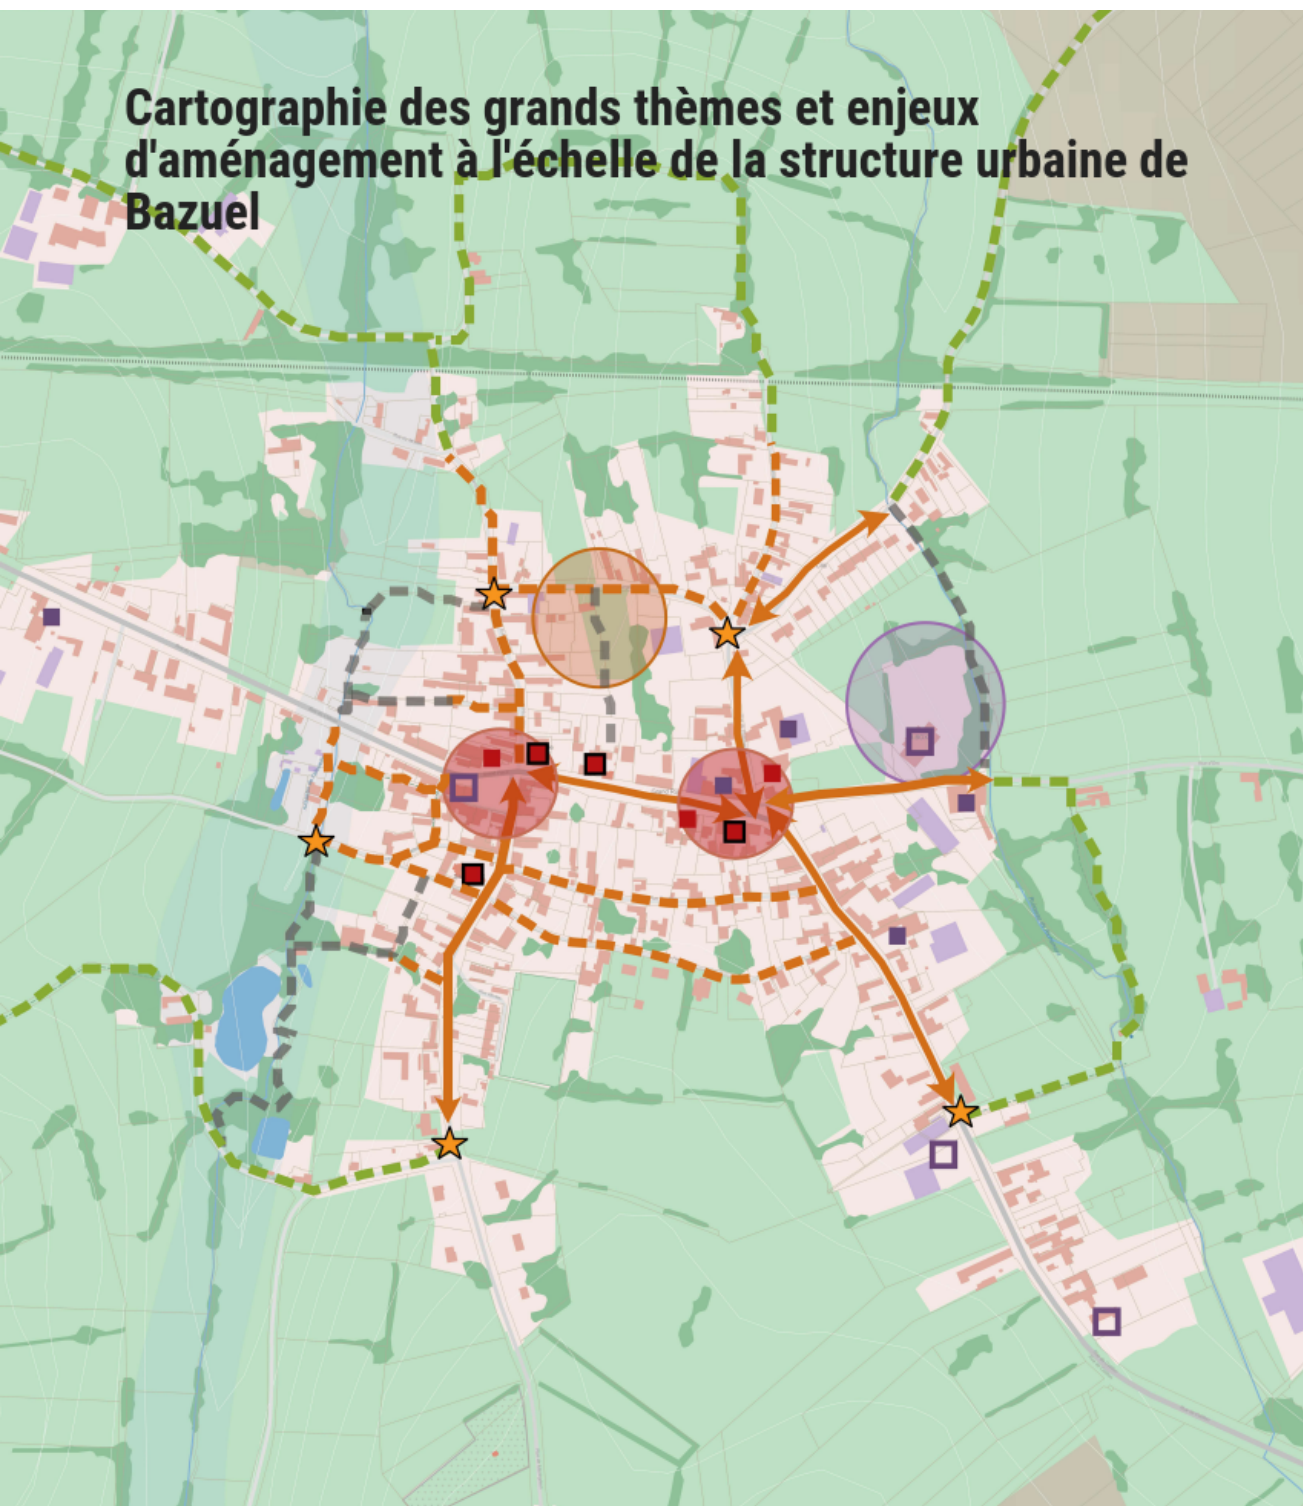 Cartographie des grands thèmes et enjeux
d'aménagement à l'échelle de la structure urbaine de
Bazuel